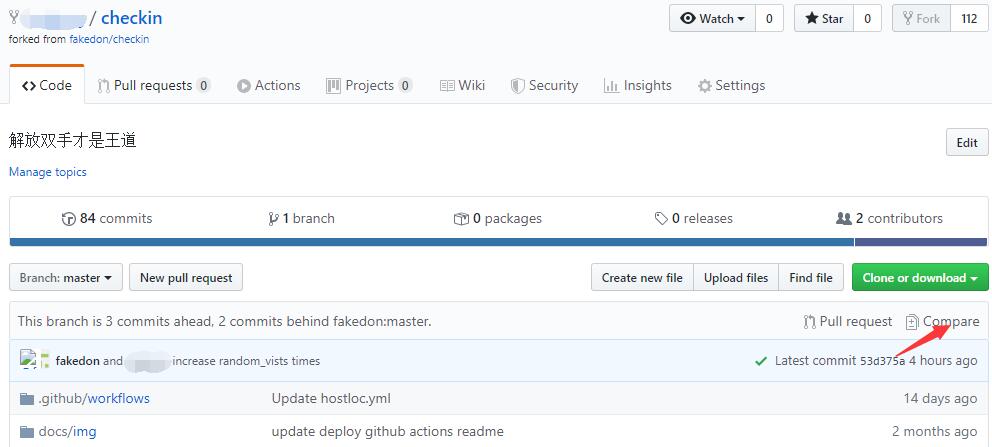 / checkin
Watch 0 Star 0 Fork 112
forked from fakedon/checkin
Code Pull requests 0 Actions Projects 0 Wiki Security Insights Settings
解放双手才是王道
Edit
Manage topics
84 commits 1 branch 0 packages 0 releases 2 contributors
Branch: master New pull request Create new file Upload files Find file Clone or download
This branch is 3 commits ahead, 2 commits behind fakedon:master. Pull request Compare
fakedon and increase random_vists times Latest commit 53d375a 4 hours ago
.github/workflows Update hostloc.yml 14 days ago
docs/img update deploy github actions readme 2 months ago